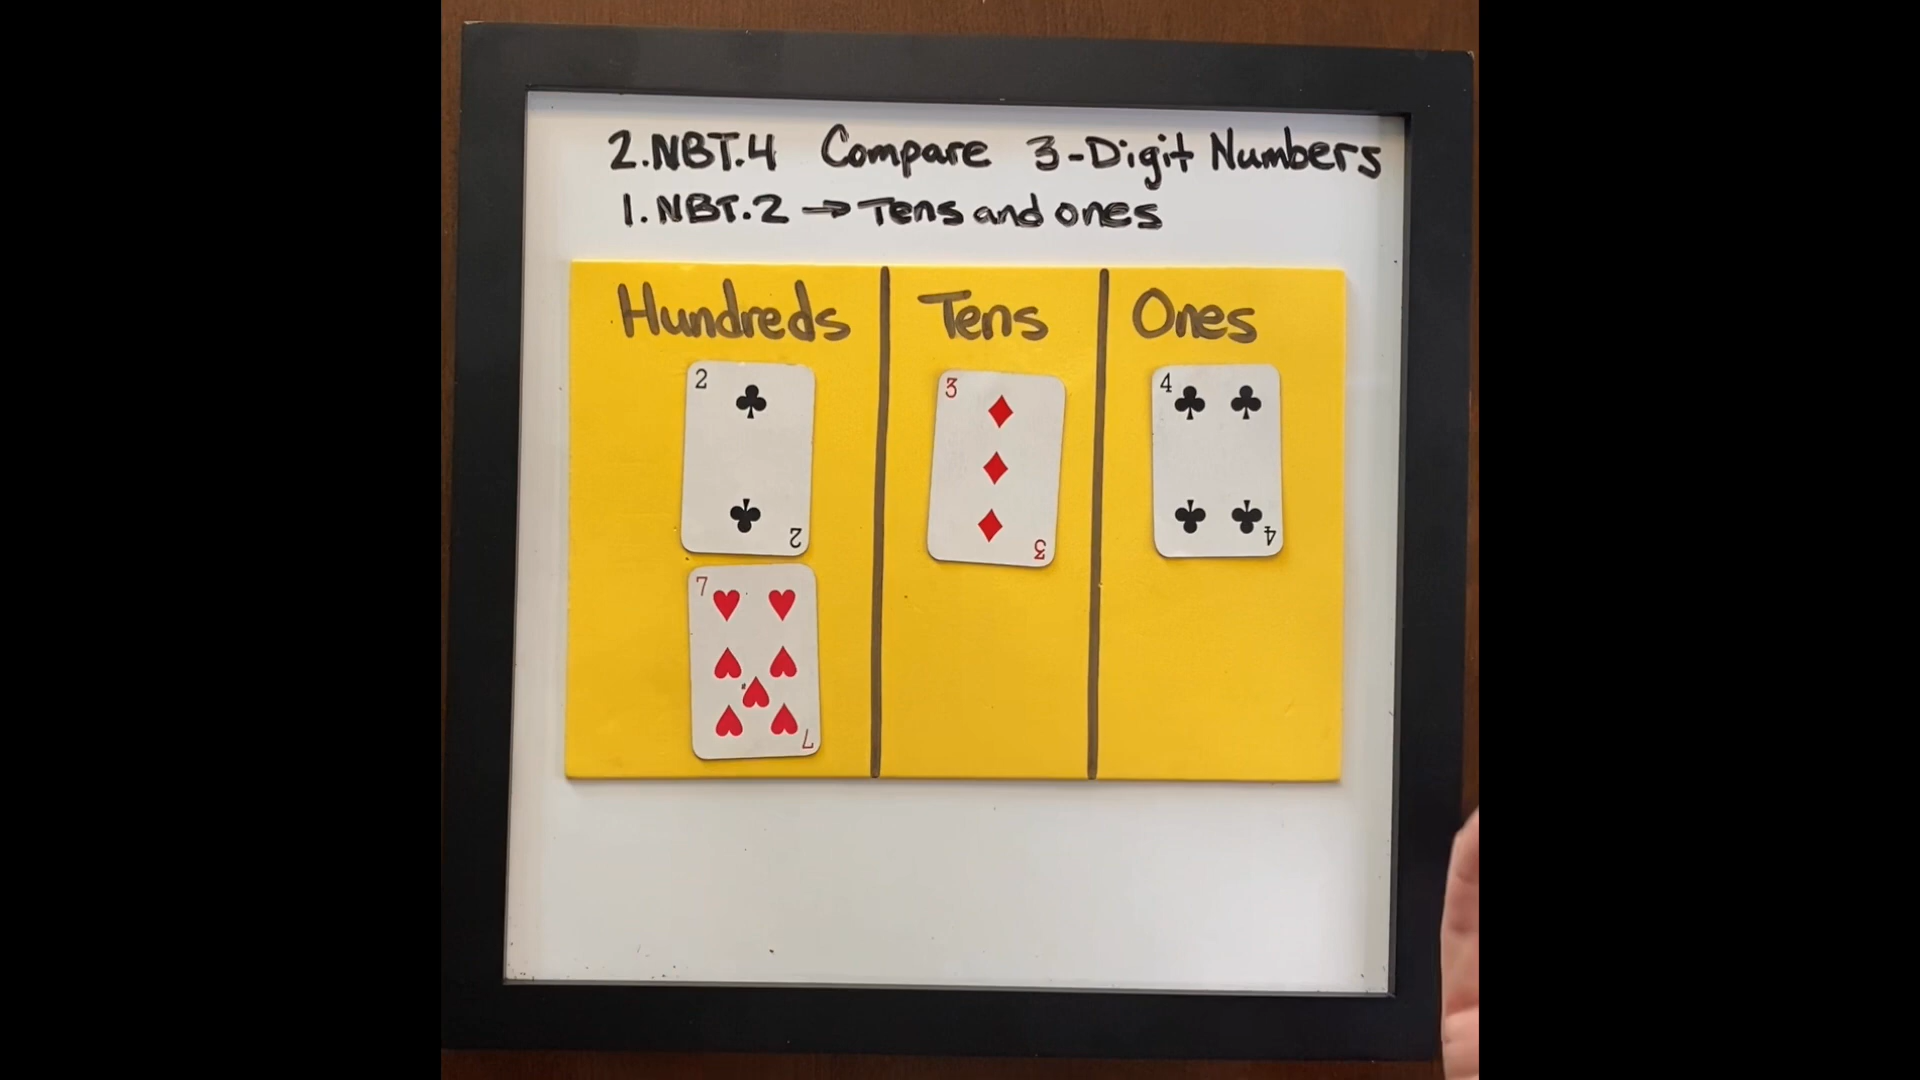 2.NBT.4 Compare 3-Digit Numbers
1.NBT.2 → Tens and ones
Hundreds Tens Ones
2 3 4
2 3 4
7
7